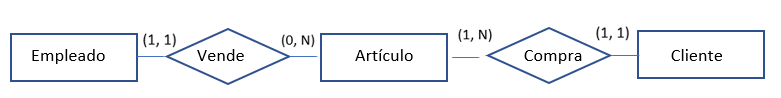 (1, 1) (0, N) (1, N) (1, 1)
Empleado Vende Artículo Compra Cliente